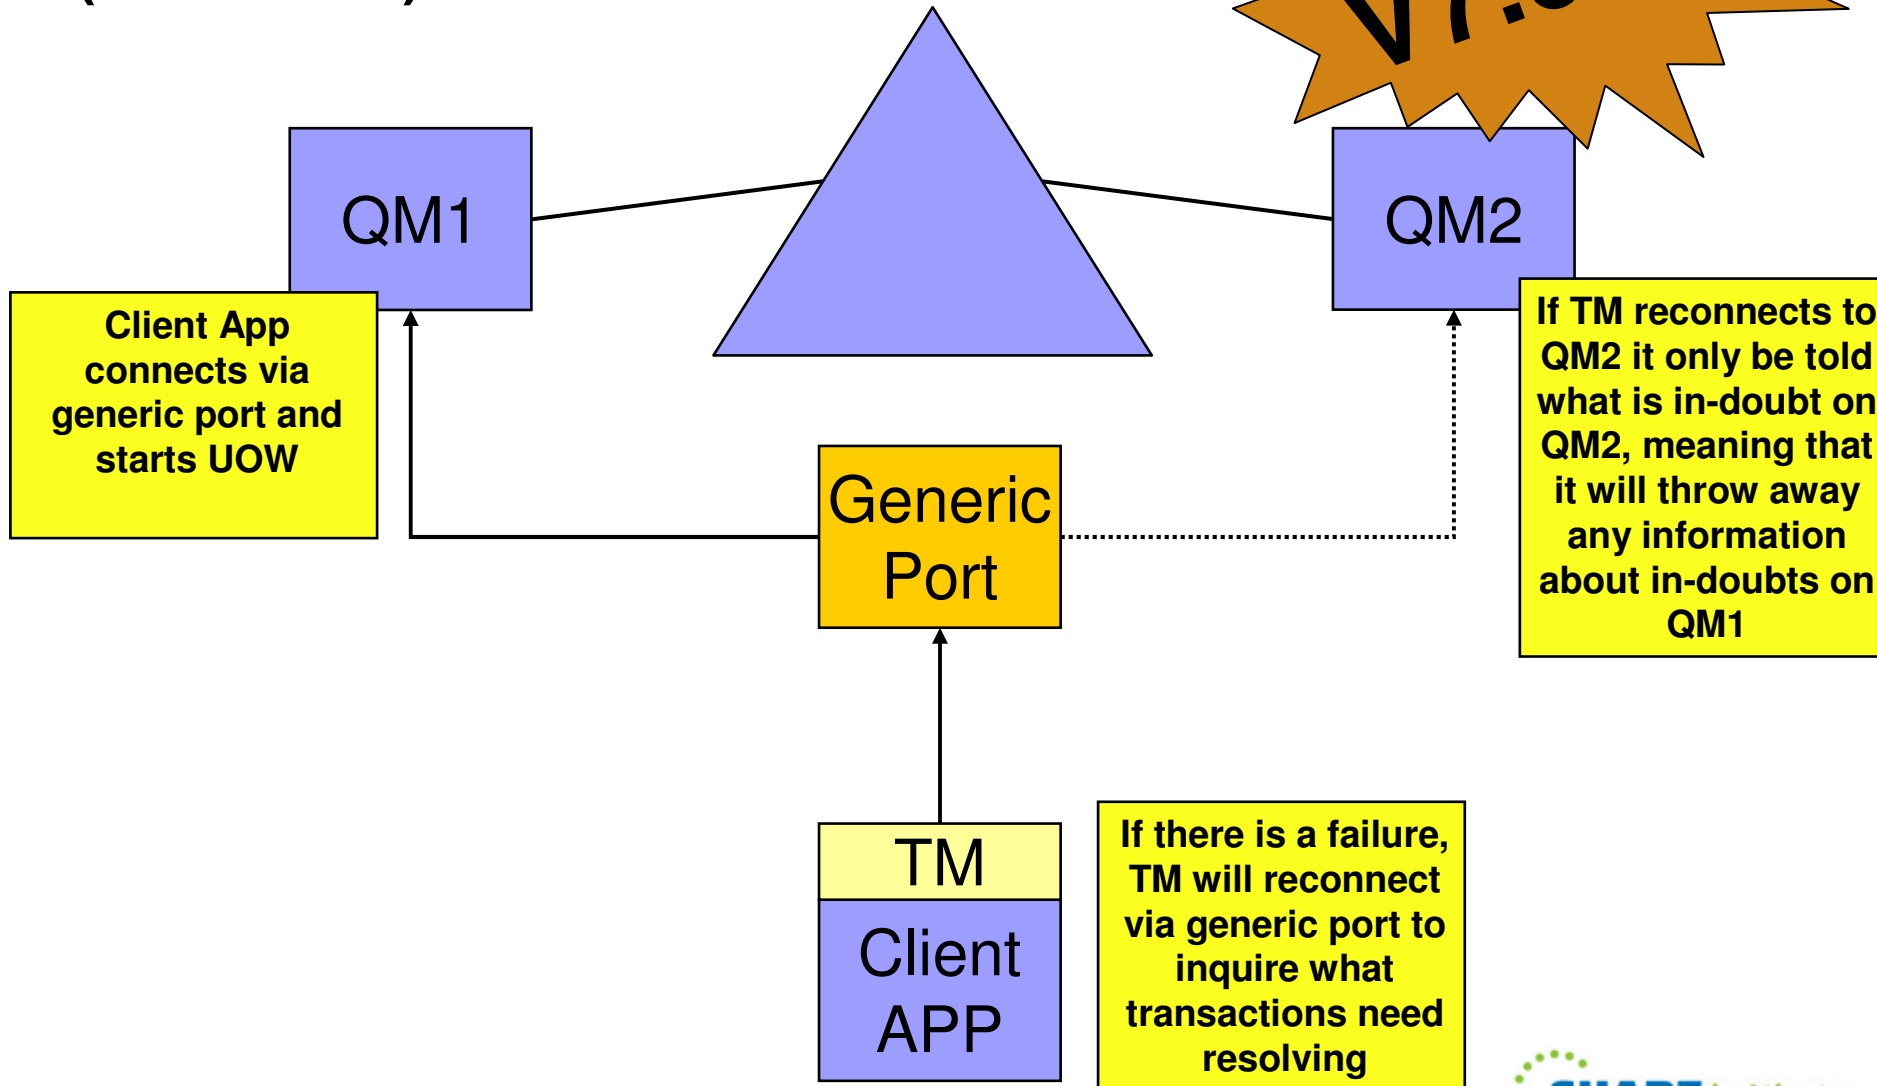 QM1
QM2
Client App
connects via
generic port and
starts UOW
If TM reconnects to
QM2 it only be told
what is in-doubt on
QM2, meaning that
it will throw away
any information
about in-doubts on
QM1
Generic
Port
TM
Client
APP
If there is a failure,
TM will reconnect
via generic port to
inquire what
transactions need
resolving